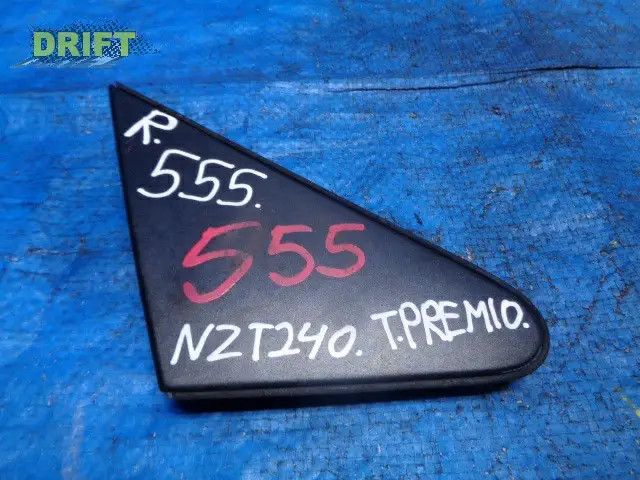 DRIFT
R.
555.
555
NZT240. T.PREMIO.